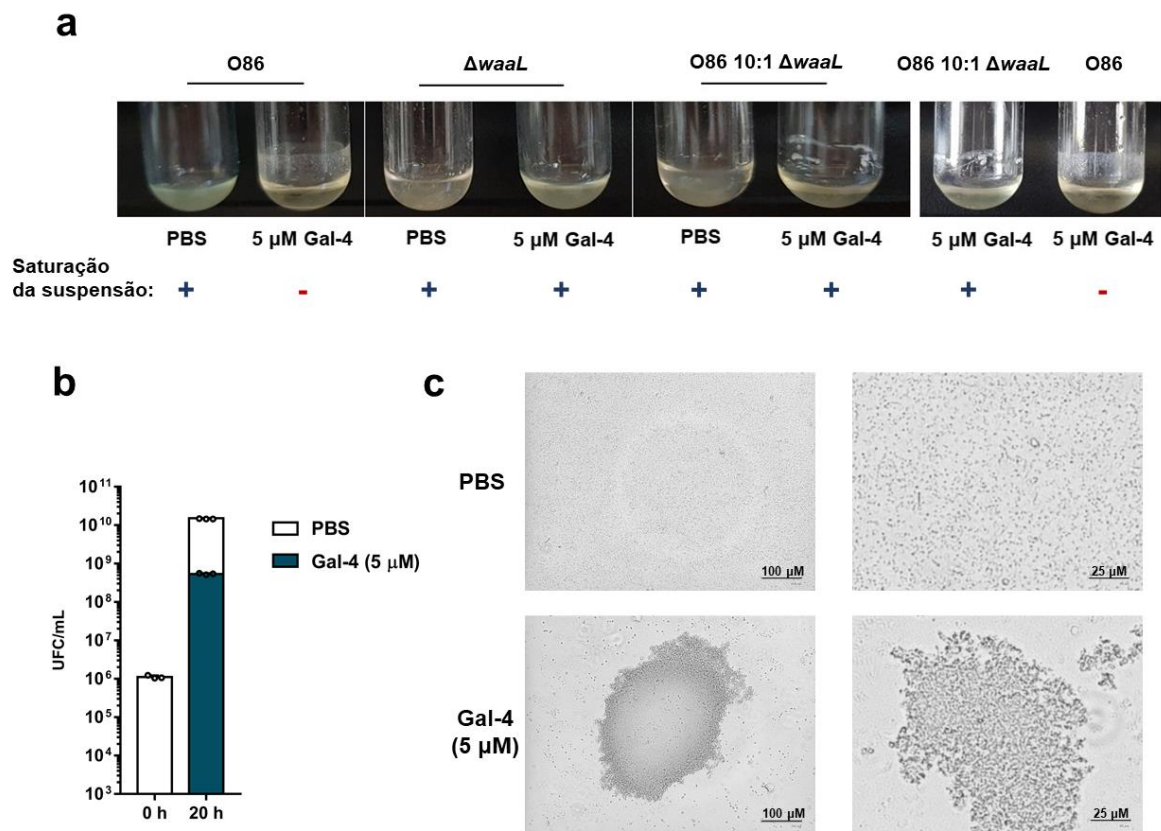 a
O86 ΔwaaL O86 10:1 ΔwaaL O86 10:1 ΔwaaL O86
PBS 5 µM Gal-4 PBS 5 µM Gal-4 PBS 5 µM Gal-4 5 µM Gal-4 5 µM Gal-4
Saturação
da suspensão: + - + + + + + -
b
10¹¹
10¹⁰
10⁹
10⁸
10⁷
10⁶
10⁵
10⁴
10³
UFC/mL
0 h 20 h
PBS
Gal-4 (5 µM)
c
PBS
100 µM 25 µM
Gal-4
(5 µM)
100 µM 25 µM